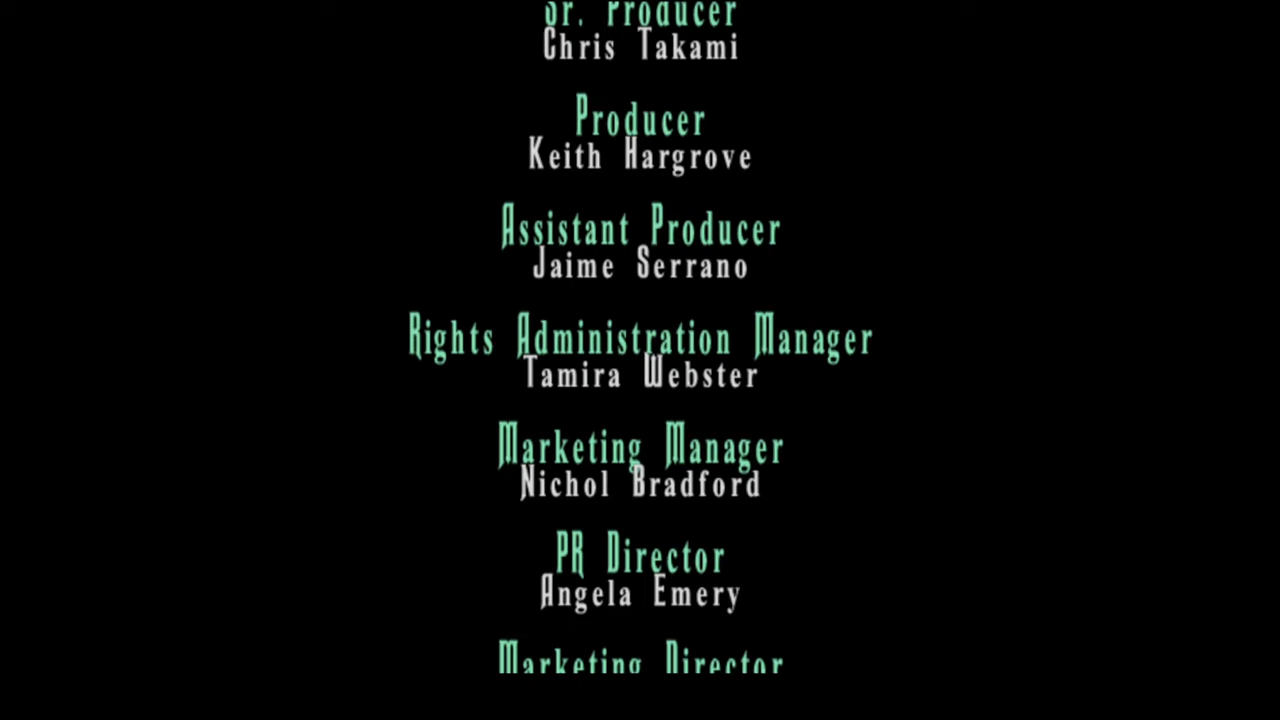 Sr. Producer
Chris Takami
Producer
Keith Hargrove
Assistant Producer
Jaime Serrano
Rights Administration Manager
Tamira Webster
Marketing Manager
Nichol Bradford
PR Director
Angela Emery
Marketing Director